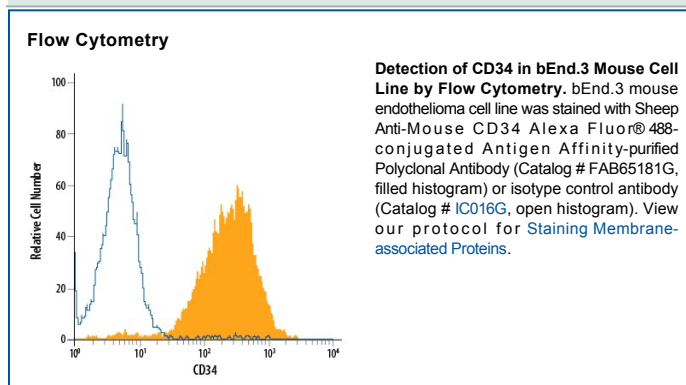 Flow Cytometry
Detection of CD34 in bEnd.3 Mouse Cell
Line by Flow Cytometry. bEnd.3 mouse
endothelioma cell line was stained with Sheep
Anti-Mouse CD34 Alexa Fluor® 488-
conjugated Antigen Affinity-purified
Polyclonal Antibody (Catalog # FAB65181G,
filled histogram) or isotype control antibody
(Catalog # IC016G, open histogram). View
our protocol for Staining Membrane-
associated Proteins.
Relative Cell Number
100
80
60
40
20
0
10⁰ 10¹ 10² 10³ 10⁴
CD34